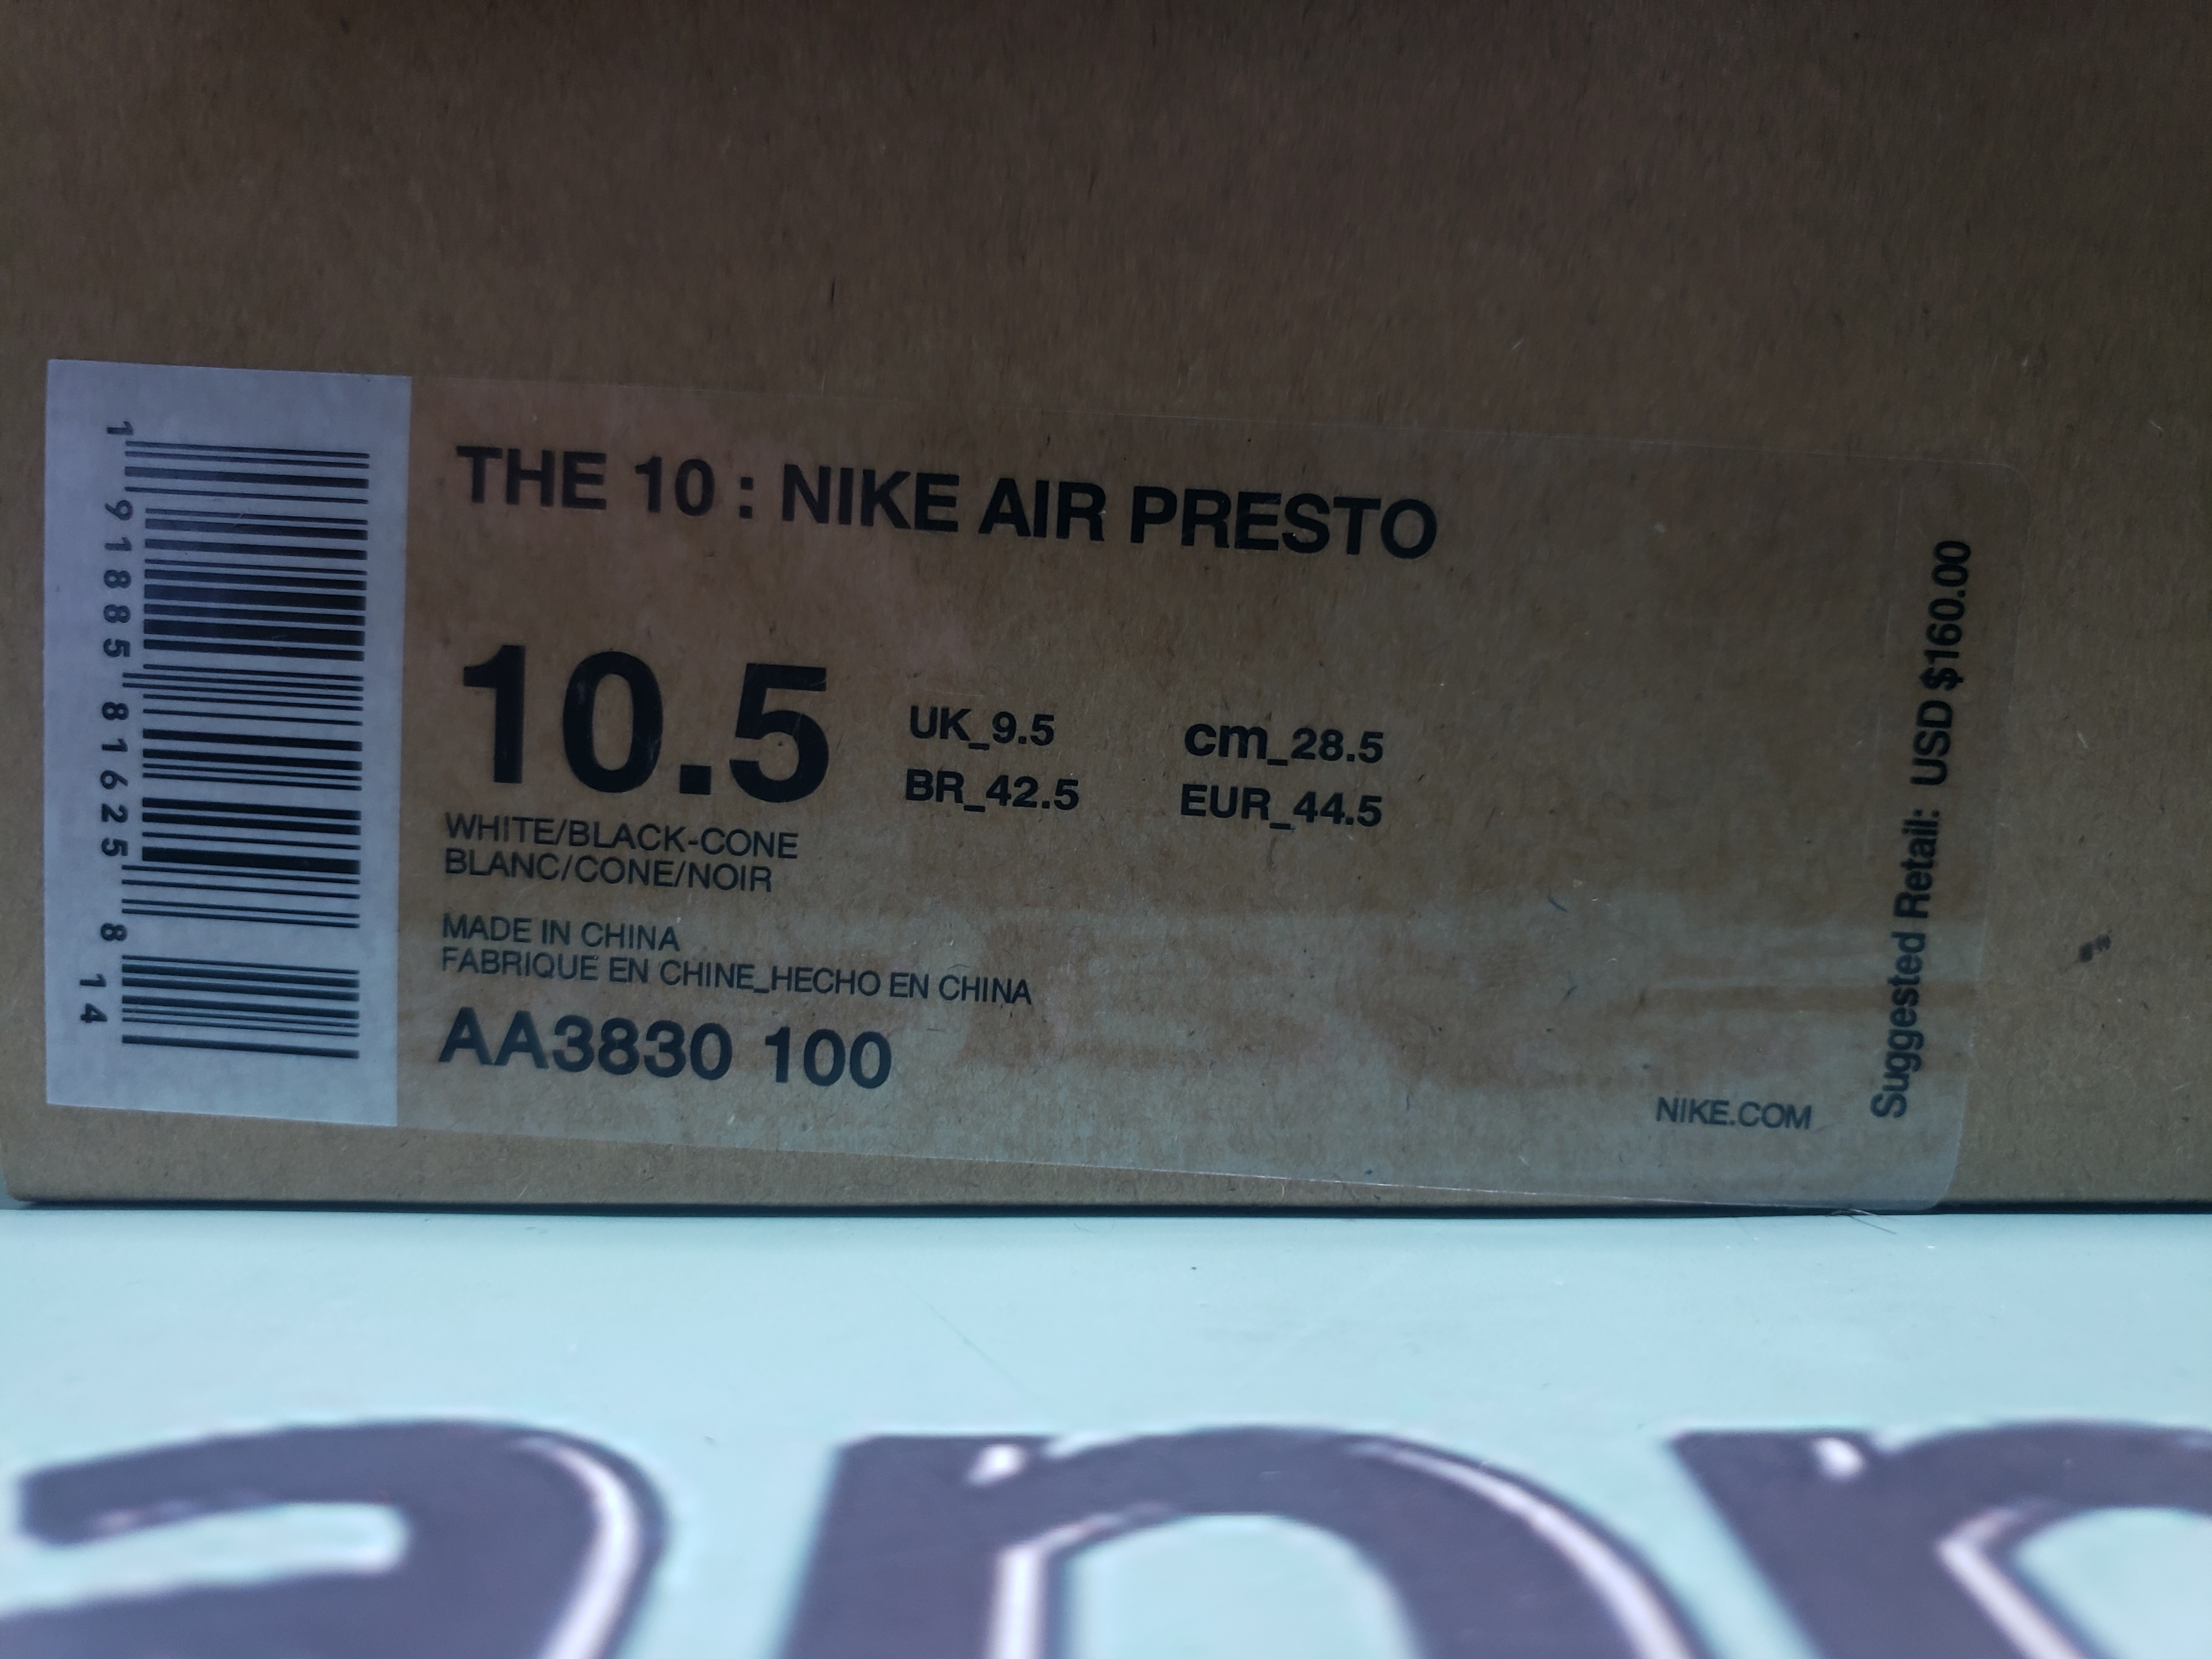 THE 10 : NIKE AIR PRESTO
10.5
UK_9.5 cm_28.5
BR_42.5 EUR_44.5
WHITE/BLACK-CONE
BLANC/CONE/NOIR
MADE IN CHINA
FABRIQUE EN CHINE_HECHO EN CHINA
AA3830 100
NIKE.COM
Suggested Retail: USD $160.00
1 91885 81625 8 14